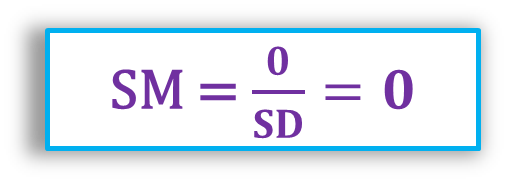 SM = 0/SD = 0